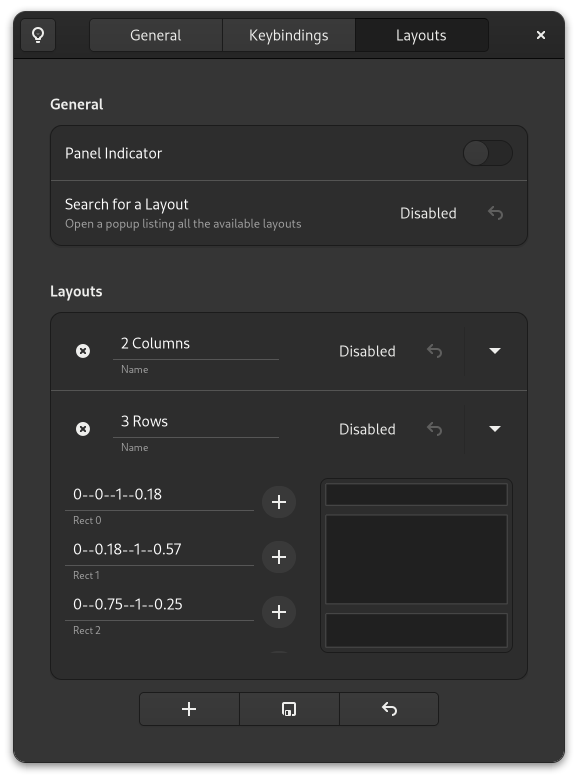 General
Keybindings
Layouts
General
Panel Indicator
Search for a Layout
Open a popup listing all the available layouts
Disabled
Layouts
2 Columns
Name
Disabled
3 Rows
Name
Disabled
0--0--1--0.18
Rect 0
0--0.18--1--0.57
Rect 1
0--0.75--1--0.25
Rect 2